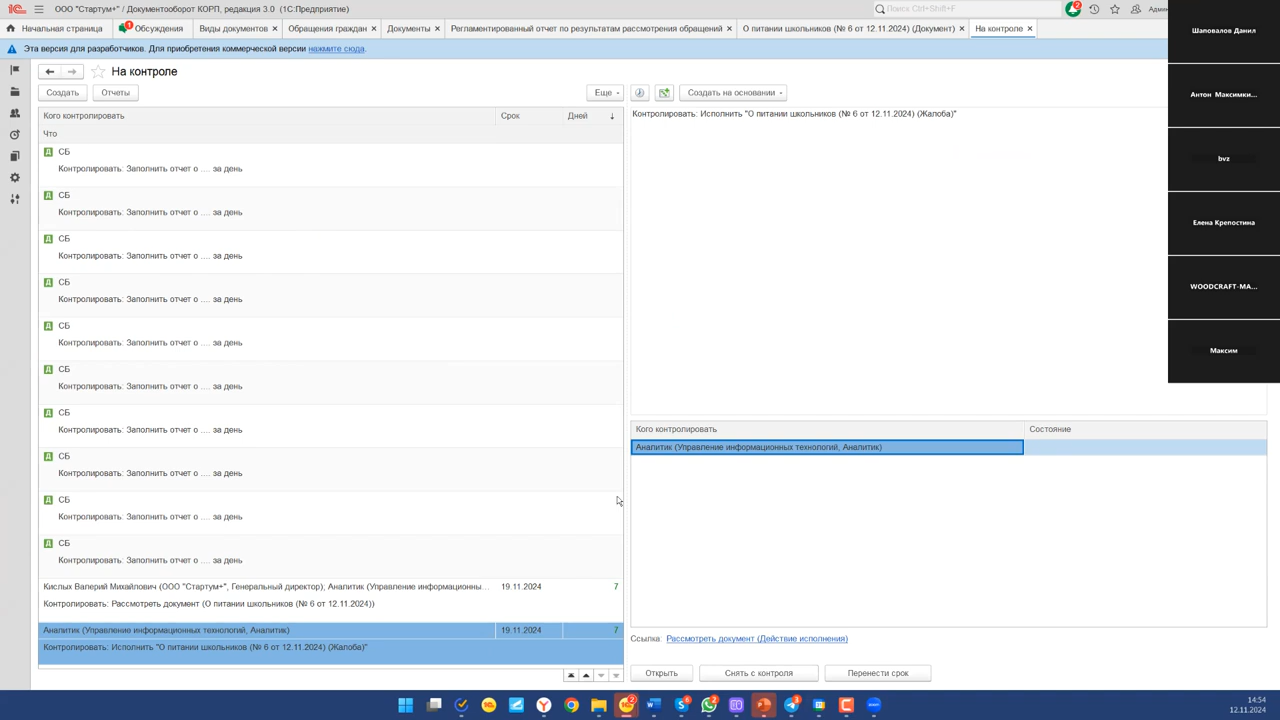 ООО "Стартум+" / Документооборот КОРП, редакция 3.0 (1С:Предприятие)
Поиск Ctrl+Shift+F
Админ
Начальная страница
1
Обсуждения
Виды документов ×
Обращения граждан ×
Документы ×
Регламентированный отчет по результатам рассмотрения обращений ×
О питании школьников (№ 6 от 12.11.2024) (Документ) ×
На контроле ×
Эта версия для разработчиков. Для приобретения коммерческой версии нажмите сюда.
На контроле
Создать
Отчеты
Еще
Создать на основании
Кого контролировать
Срок
Дней
Что
Д СБ
Контролировать: Заполнить отчет о .... за день
Д СБ
Контролировать: Заполнить отчет о .... за день
Д СБ
Контролировать: Заполнить отчет о .... за день
Д СБ
Контролировать: Заполнить отчет о .... за день
Д СБ
Контролировать: Заполнить отчет о .... за день
Д СБ
Контролировать: Заполнить отчет о .... за день
Д СБ
Контролировать: Заполнить отчет о .... за день
Д СБ
Контролировать: Заполнить отчет о .... за день
Д СБ
Контролировать: Заполнить отчет о .... за день
Д СБ
Контролировать: Заполнить отчет о .... за день
Кислых Валерий Михайлович (ООО "Стартум+", Генеральный директор), Аналитик (Управление информационны... 19.11.2024 7
Контролировать: Рассмотреть документ (О питании школьников (№ 6 от 12.11.2024))
Аналитик (Управление информационных технологий, Аналитик) 19.11.2024 7
Контролировать: Исполнить "О питании школьников (№ 6 от 12.11.2024) (Жалоба)"
Контролировать: Исполнить "О питании школьников (№ 6 от 12.11.2024) (Жалоба)"
Кого контролировать
Состояние
Аналитик (Управление информационных технологий, Аналитик)
Ссылка: Рассмотреть документ (Действие исполнения)
Открыть
Снять с контроля
Перенести срок
Шаповалов Данил
Антон Максимки...
bvz
Елена Крепостина
WOODCRAFT-MA...
Максим
14:54
12.11.2024